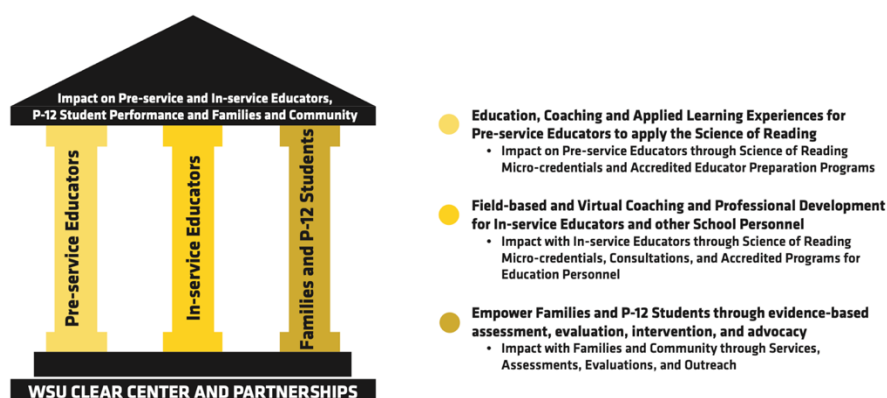 Impact on Pre-service and In-service Educators,
P-12 Student Performance and Families and Community
Pre-service Educators
In-service Educators
Families and P-12 Students
WSU CLEAR CENTER AND PARTNERSHIPS
Education, Coaching and Applied Learning Experiences for
Pre-service Educators to apply the Science of Reading
• Impact on Pre-service Educators through Science of Reading
Micro-credentials and Accredited Educator Preparation Programs
Field-based and Virtual Coaching and Professional Development
for In-service Educators and other School Personnel
• Impact with In-service Educators through Science of Reading
Micro-credentials, Consultations, and Accredited Programs for
Education Personnel
Empower Families and P-12 Students through evidence-based
assessment, evaluation, intervention, and advocacy
• Impact with Families and Community through Services,
Assessments, Evaluations, and Outreach